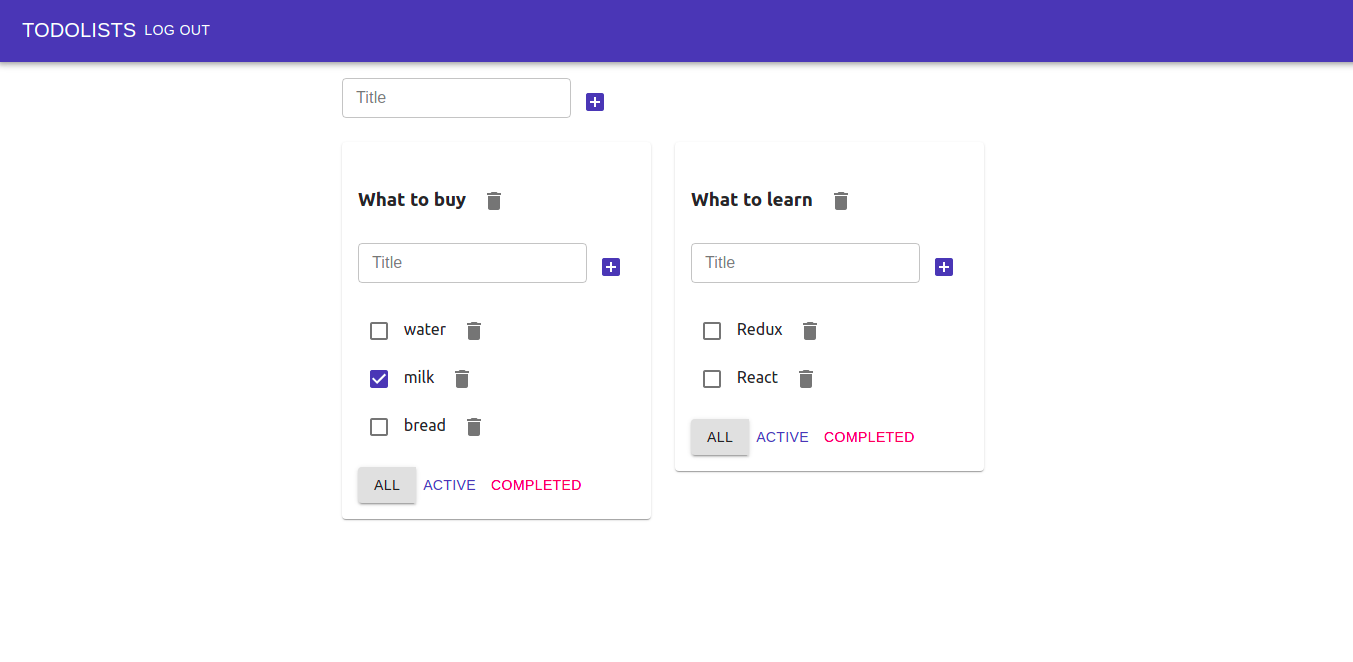 TODOLISTS LOG OUT
Title
What to buy
Title
water
milk
bread
ALL ACTIVE COMPLETED
What to learn
Title
Redux
React
ALL ACTIVE COMPLETED